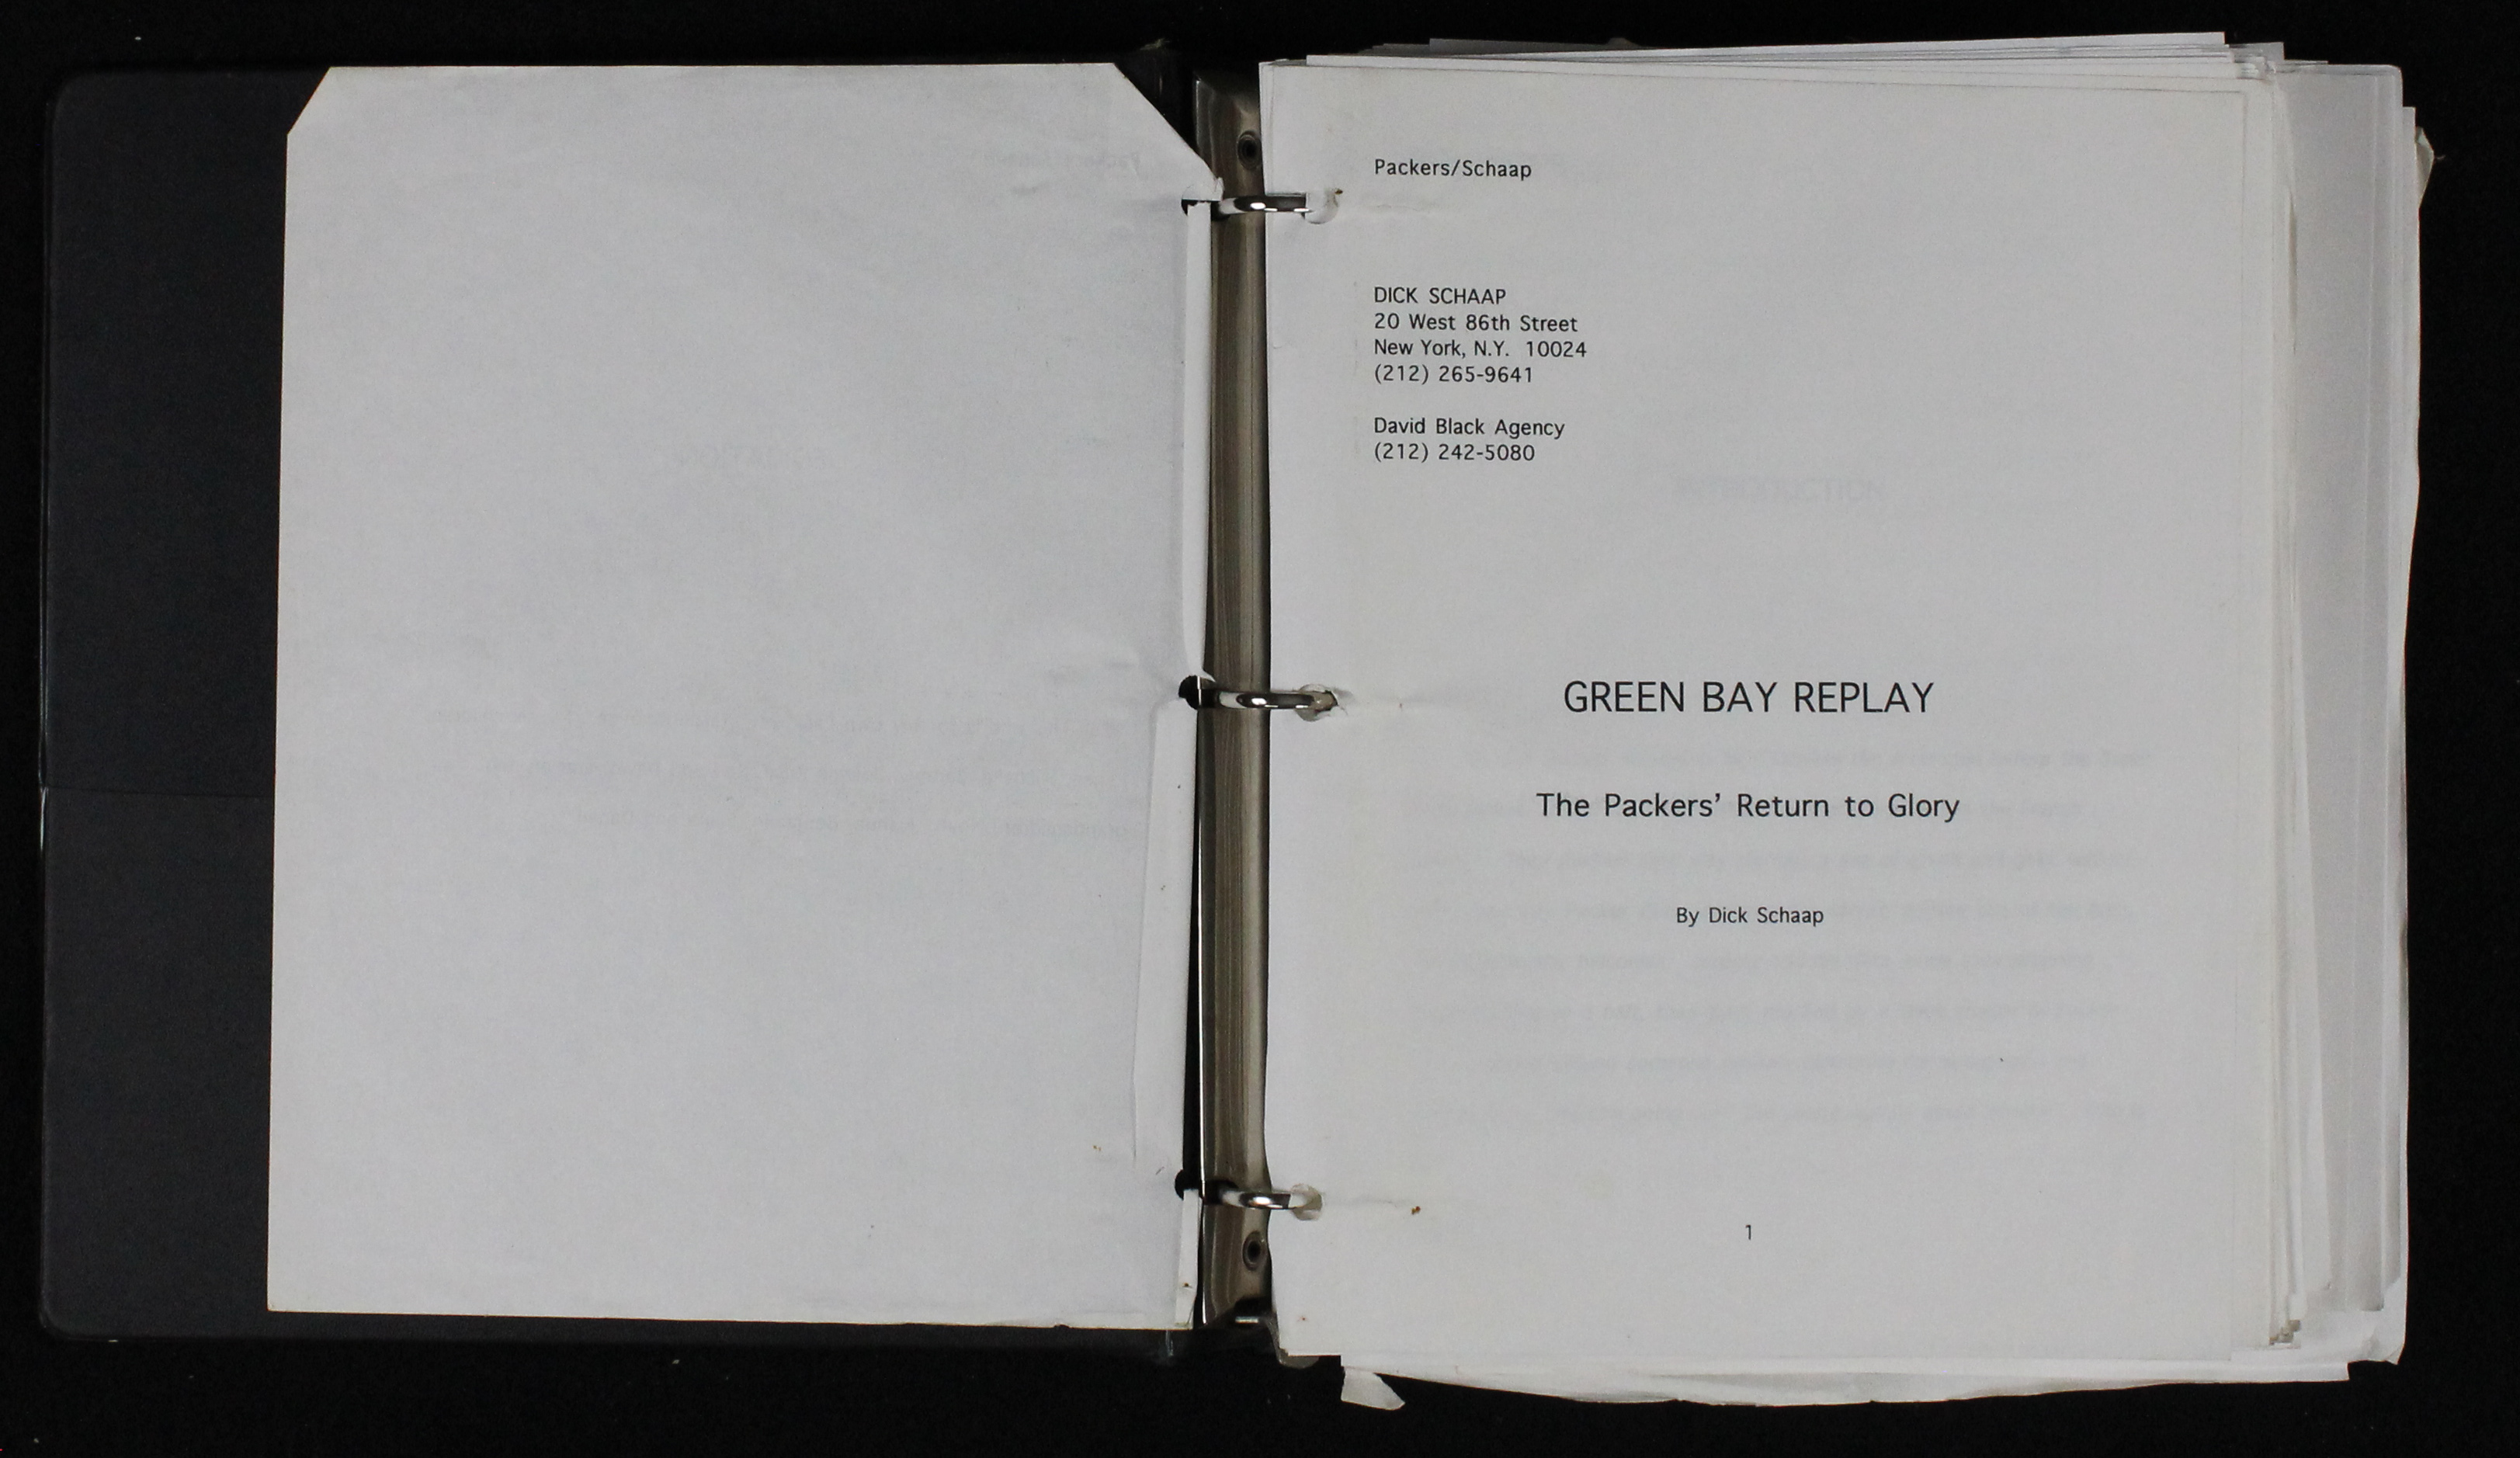 Packers/Schaap
DICK SCHAAP
20 West 86th Street
New York, N.Y. 10024
(212) 265-9641
David Black Agency
(212) 242-5080
INTRODUCTION
GREEN BAY REPLAY
The Packers' Return to Glory
By Dick Schaap
1